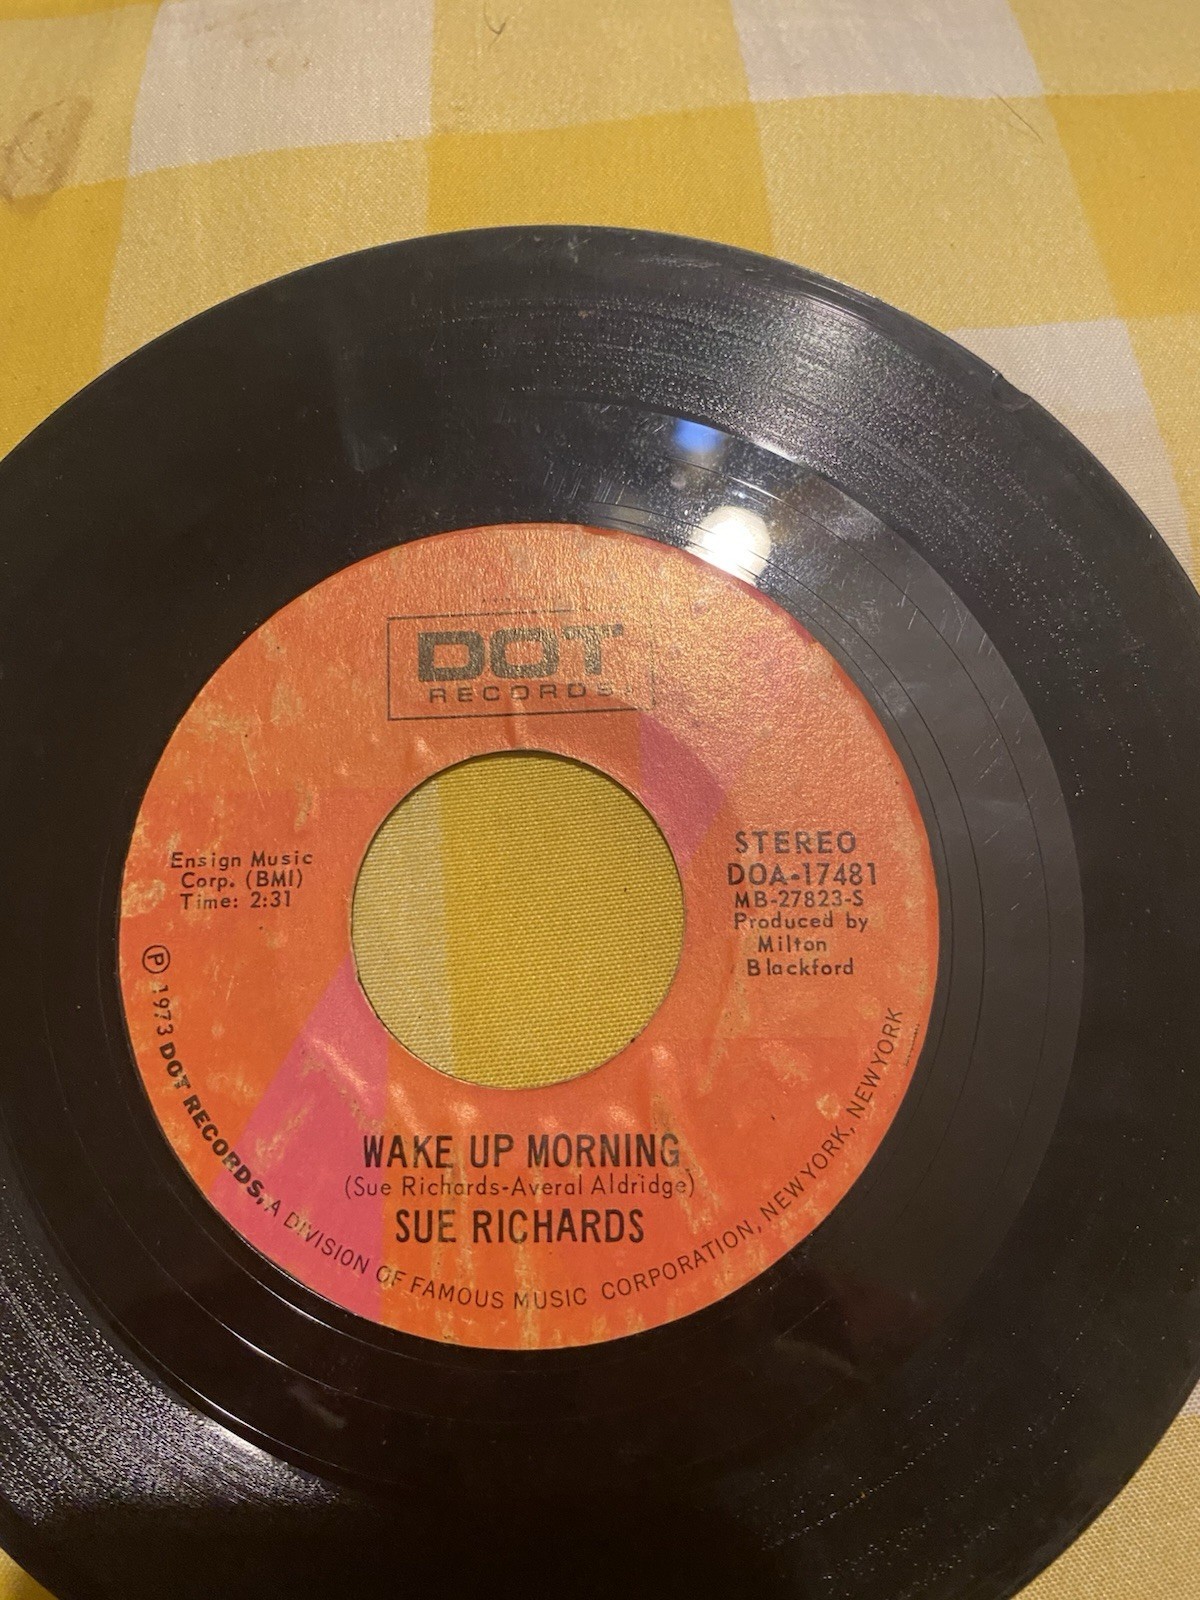 DOT
RECORDS
Ensign Music
Corp. (BMI)
Time: 2:31
STEREO
DOA-17481
MB-27823-S
Produced by
Milton
Blackford
WAKE UP MORNING
(Sue Richards-Averal Aldridge)
SUE RICHARDS
Ⓟ 1973 DOT RECORDS, A DIVISION OF FAMOUS MUSIC CORPORATION, NEW YORK, NEW YORK